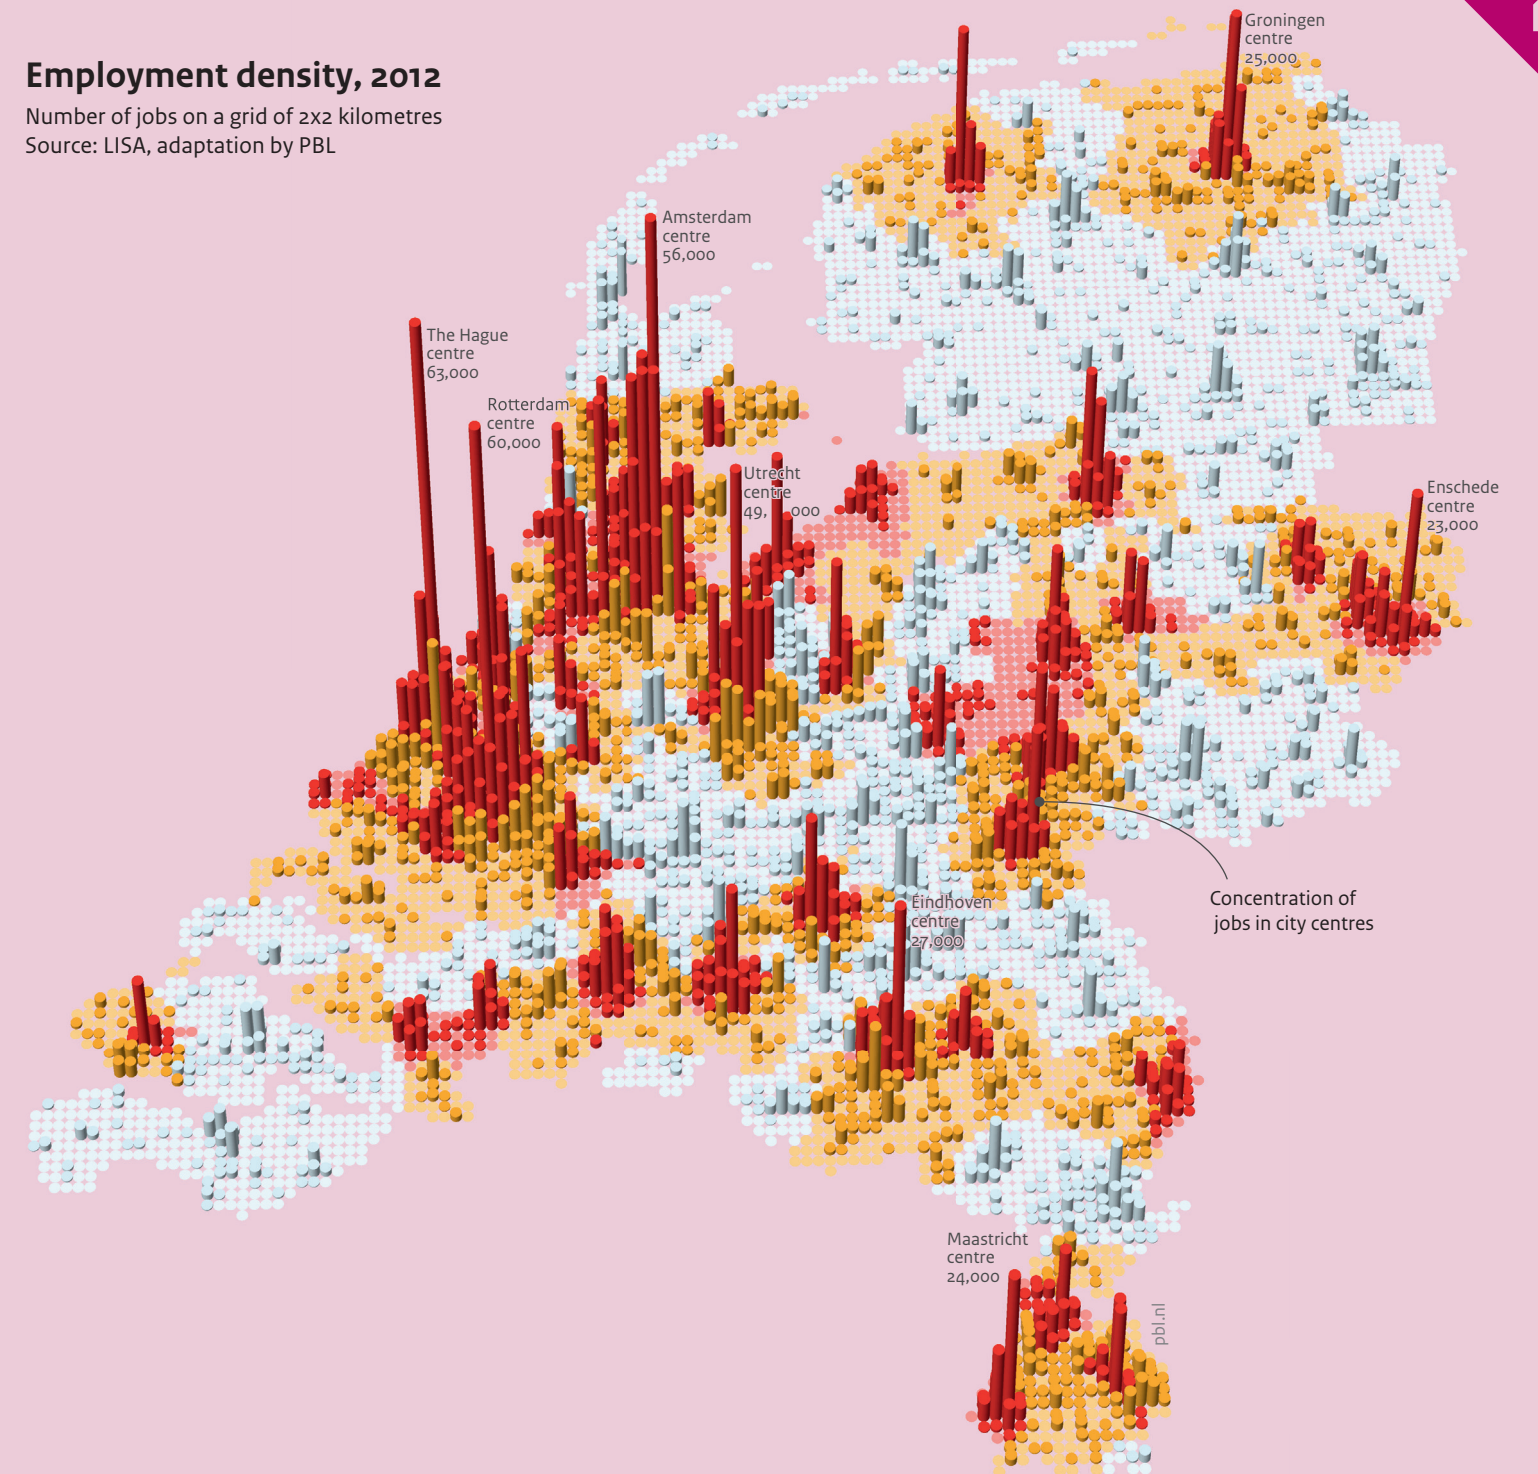 Employment density, 2012
Number of jobs on a grid of 2x2 kilometres
Source: LISA, adaptation by PBL
Groningen
centre
25,000
Amsterdam
centre
56,000
The Hague
centre
63,000
Rotterdam
centre
60,000
Utrecht
centre
49, 000
Enschede
centre
23,000
Concentration of
jobs in city centres
Eindhoven
centre
27,000
Maastricht
centre
24,000
pbl.nl